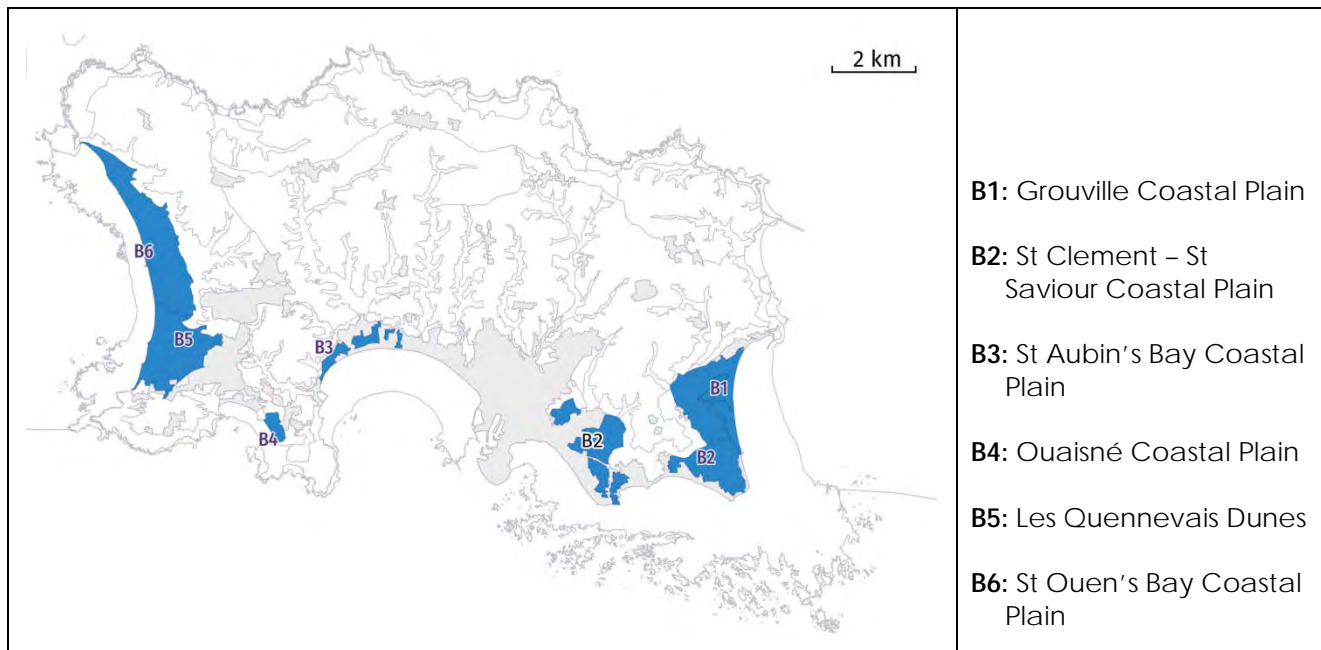 2 km
B6
B5
B3
B4
B2
B1
B2
B1: Grouville Coastal Plain
B2: St Clement – St
Saviour Coastal Plain
B3: St Aubin’s Bay Coastal
Plain
B4: Ouaisné Coastal Plain
B5: Les Quennevais Dunes
B6: St Ouen’s Bay Coastal
Plain